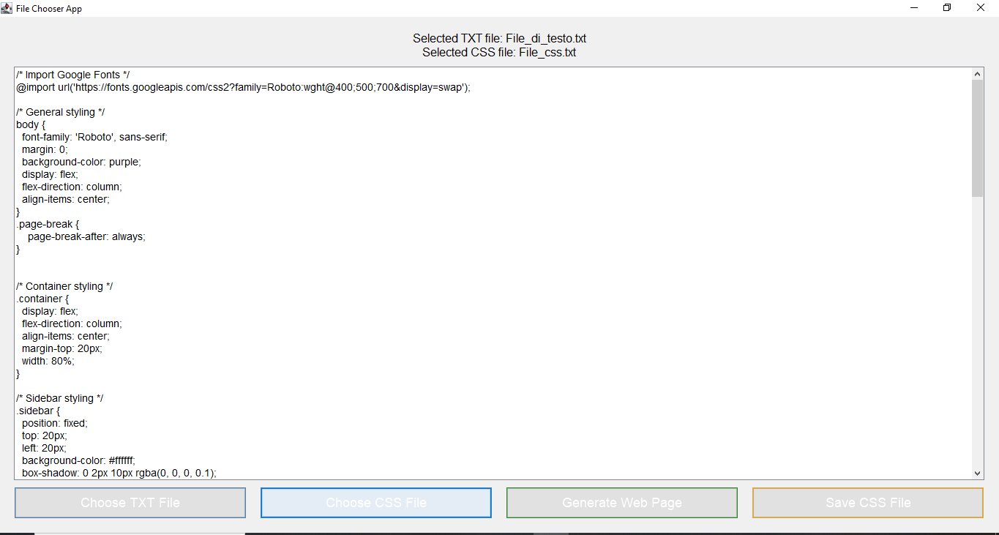 File Chooser App
Selected TXT file: File_di_testo.txt
Selected CSS file: File_css.txt
/* Import Google Fonts */
@import url('https://fonts.googleapis.com/css2?family=Roboto:wght@400;500;700&display=swap');
/* General styling */
body {
font-family: 'Roboto', sans-serif;
margin: 0;
background-color: purple;
display: flex;
flex-direction: column;
align-items: center;
}
.page-break {
page-break-after: always;
}
/* Container styling */
.container {
display: flex;
flex-direction: column;
align-items: center;
margin-top: 20px;
width: 80%;
}
/* Sidebar styling */
.sidebar {
position: fixed;
top: 20px;
left: 20px;
background-color: #ffffff;
box-shadow: 0 2px 10px rgba(0, 0, 0, 0.1);
Choose TXT File
Choose CSS File
Generate Web Page
Save CSS File